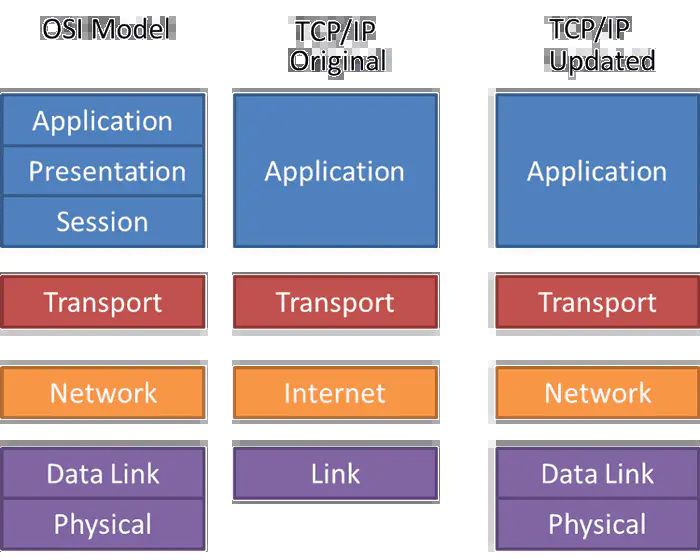 OSI Model
Application
Presentation
Session
Transport
Network
Data Link
Physical
TCP/IP
Original
Application
Transport
Internet
Link
TCP/IP
Updated
Application
Transport
Network
Data Link
Physical